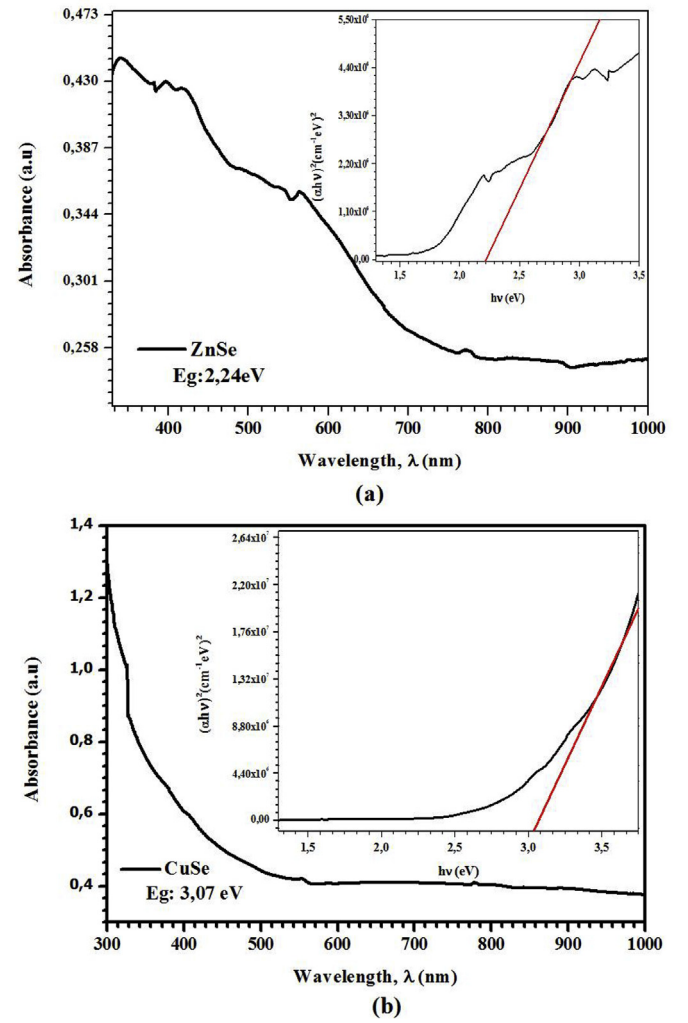 0,473
0,430
0,387
0,344
0,301
0,258
Absorbance (a.u)
400 500 600 700 800 900 1000
Wavelength, λ (nm)
ZnSe
Eg:2,24eV
5,50x10⁶
4,40x10⁶
3,30x10⁶
2,20x10⁶
1,10x10⁶
0,00
(αhν)²(cm⁻¹eV)²
1,5 2,0 2,5 3,0 3,5
hν (eV)
(a)
1,4
1,2
1,0
0,8
0,6
0,4
Absorbance (a.u)
300 400 500 600 700 800 900 1000
Wavelength, λ (nm)
CuSe
Eg: 3,07 eV
2,64x10⁷
2,20x10⁷
1,76x10⁷
1,32x10⁷
8,80x10⁶
4,40x10⁶
0,00
(αhν)²(cm⁻¹eV)²
1,5 2,0 2,5 3,0 3,5
hν (eV)
(b)